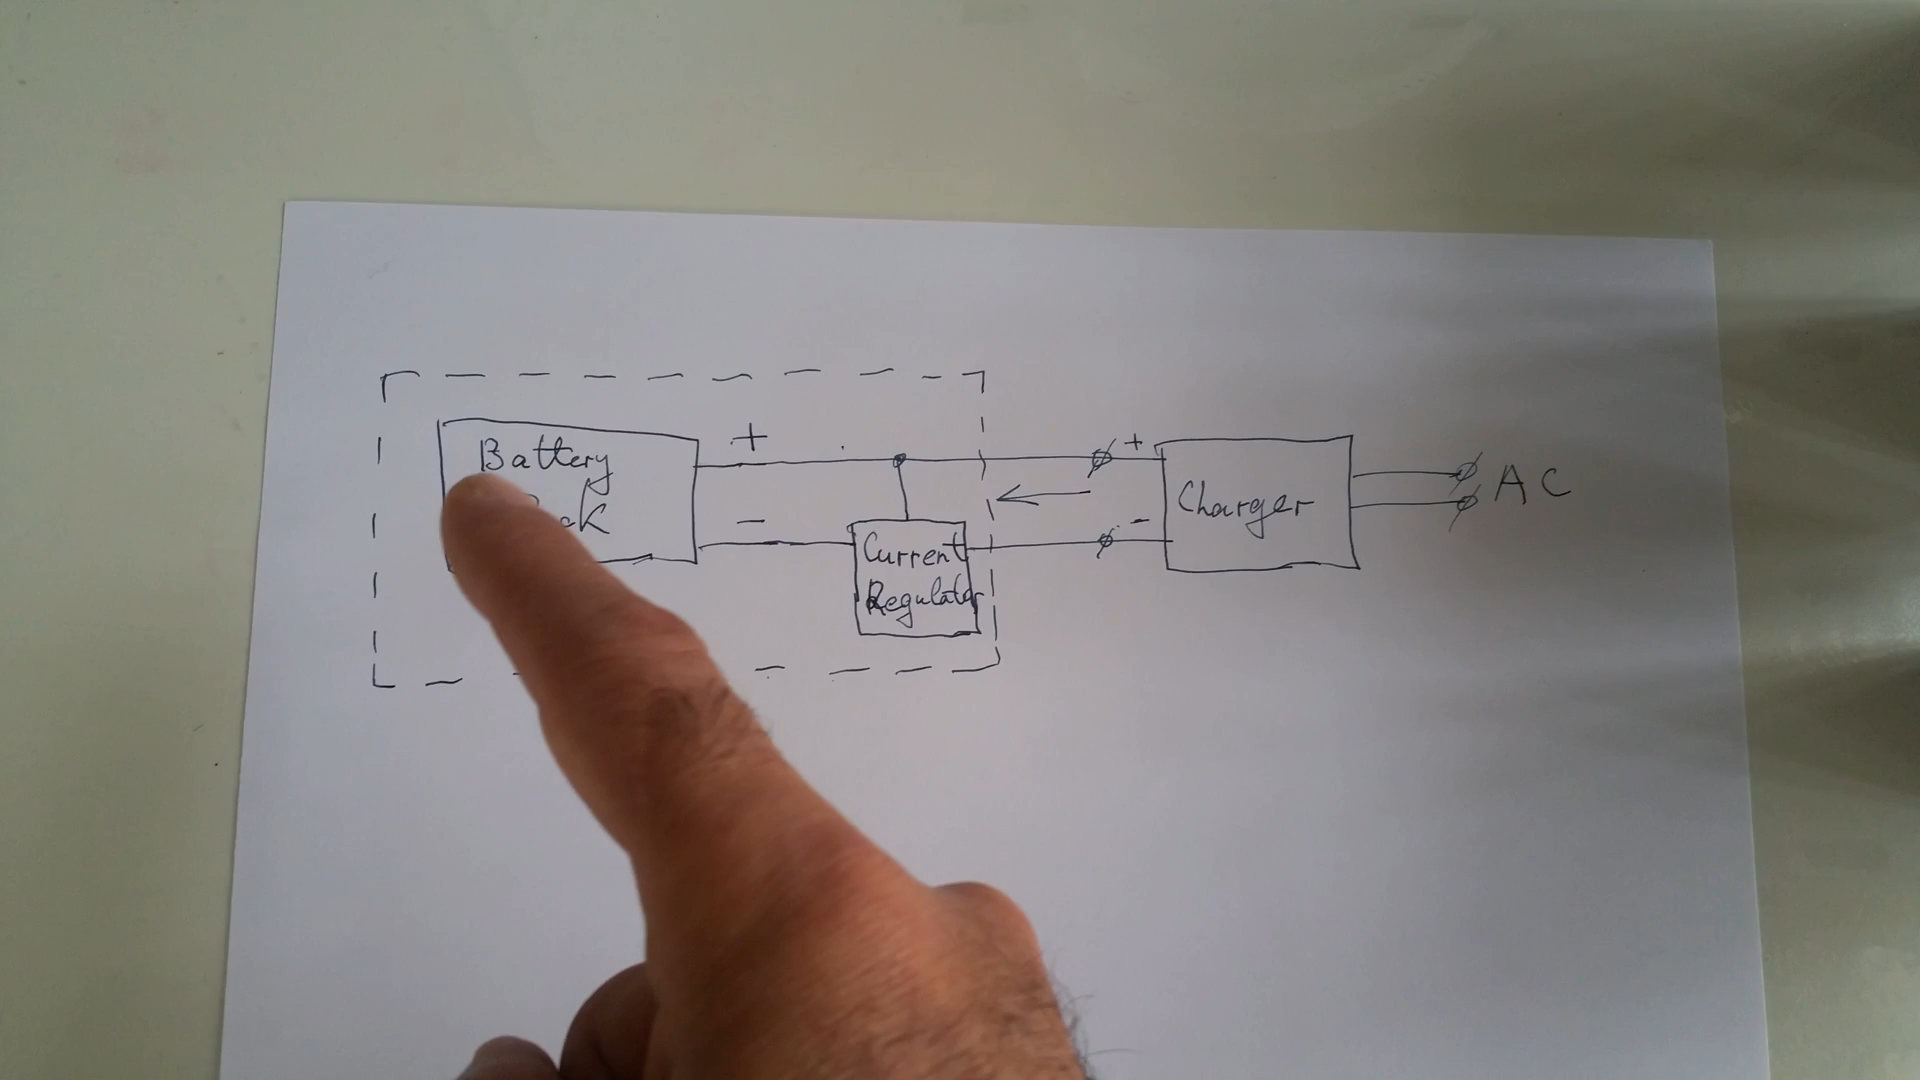 Battery
+
-
Current
Regulator
+
-
Charger
AC